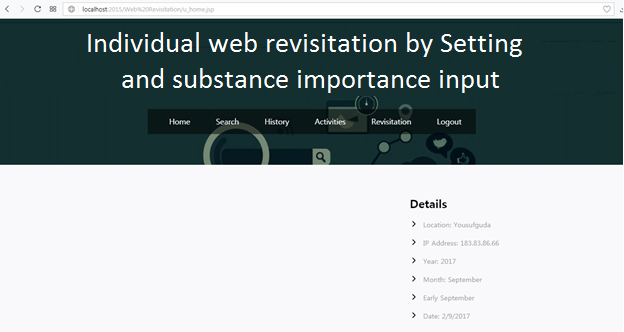 localhost:2015/Web%20Revisitation/u_home.jsp
Individual web revisitation by Setting
and substance importance input
Home Search History Activities Revisitation Logout
Details
Location: Yousufguda
IP Address: 183.83.86.66
Year: 2017
Month: September
Early September
Date: 2/9/2017